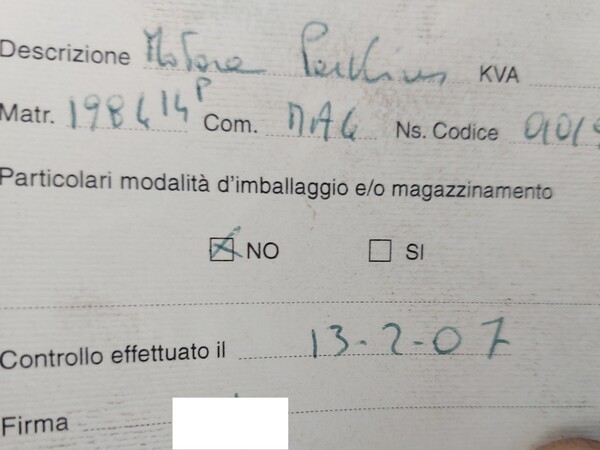 Descrizione Motore Perkins KVA
Matr. 198414P Com. MAG Ns. Codice
Particolari modalità d'imballaggio e/o magazzinamento
NO SI
Controllo effettuato il 13-2-07
Firma